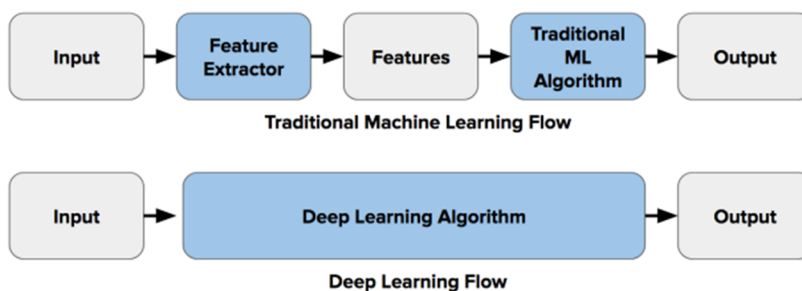 Input
Feature
Extractor
Features
Traditional
ML
Algorithm
Output
Traditional Machine Learning Flow
Input
Deep Learning Algorithm
Output
Deep Learning Flow